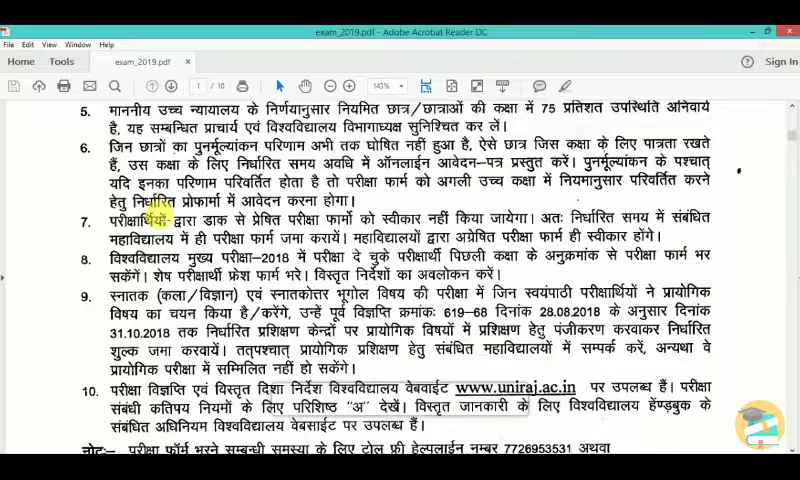 exam_2019.pdf - Adobe Acrobat Reader DC
File Edit View Window Help
Home Tools exam_2019.pdf × Sign In
1 / 10 143%
5. माननीय उच्च न्यायालय के निर्णयानुसार नियमित छात्र/छात्राओं की कक्षा में 75 प्रतिशत उपस्थिति अनिवार्य
है, यह सम्बन्धित प्राचार्य एवं विश्वविद्यालय विभागाध्यक्ष सुनिश्चित कर लें।
6. जिन छात्रों का पुनर्मूल्यांकन परिणाम अभी तक घोषित नहीं हुआ है, ऐसे छात्र जिस कक्षा के लिए पात्रता रखते
हैं, उस कक्षा के लिए निर्धारित समय अवधि में ऑनलाईन आवेदन-पत्र प्रस्तुत करें। पुनर्मूल्यांकन के पश्चात्
यदि इनका परिणाम परिवर्तित होता है तो परीक्षा फार्म को अगली उच्च कक्षा में नियमानुसार परिवर्तित करने
हेतु निर्धारित प्रोफार्मा में आवेदन करना होगा।
7. परीक्षार्थियों द्वारा डाक से प्रेषित परीक्षा फार्मो को स्वीकार नहीं किया जायेगा। अतः निर्धारित समय में संबंधित
महाविद्यालय में ही परीक्षा फार्म जमा करायें। महाविद्यालयों द्वारा अग्रेषित परीक्षा फार्म ही स्वीकार होंगे।
8. विश्वविद्यालय मुख्य परीक्षा-2018 में परीक्षा दे चुके परीक्षार्थी पिछली कक्षा के अनुक्रमांक से परीक्षा फार्म भर
सकेंगें। शेष परीक्षार्थी फ्रेश फार्म भरे। विस्तृत निर्देशों का अवलोकन करें।
9. स्नातक (कला/विज्ञान) एवं स्नातकोत्तर भूगोल विषय की परीक्षा में जिन स्वयंपाठी परीक्षार्थियों ने प्रायोगिक
विषय का चयन किया है/करेंगे, उन्हें पूर्व विज्ञप्ति क्रमांकः 619-68 दिनांक 28.08.2018 के अनुसार दिनांक
31.10.2018 तक निर्धारित प्रशिक्षण केन्द्रों पर प्रायोगिक विषयों में प्रशिक्षण हेतु पंजीकरण करवाकर निर्धारित
शुल्क जमा करवायें। तत्पश्चात् प्रायोगिक प्रशिक्षण हेतु संबंधित महाविद्यालयों में सम्पर्क करें, अन्यथा वे
प्रायोगिक परीक्षा में सम्मिलित नहीं हो सकेंगे।
10. परीक्षा विज्ञप्ति एवं विस्तृत दिशा निर्देश विश्वविद्यालय वेबवाईट www.uniraj.ac.in पर उपलब्ध हैं। परीक्षा
संबंधी कतिपय नियमों के लिए परिशिष्ठ "अ" देखें। विस्तृत जानकारी के लिए विश्वविद्यालय हेंण्डबुक के
संबंधित अधिनियम विश्वविद्यालय वेबसाईट पर उपलब्ध हैं।
नोटः- परीक्षा फॉर्म भरने सम्बन्धी समस्या के लिए टोल फ्री हेल्पलाईन नम्बर 7726953531 अथवा